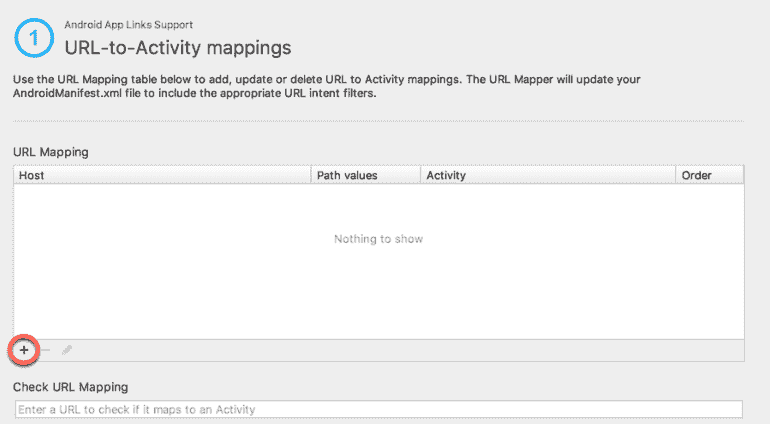 1
Android App Links Support
URL-to-Activity mappings
Use the URL Mapping table below to add, update or delete URL to Activity mappings. The URL Mapper will update your
AndroidManifest.xml file to include the appropriate URL intent filters.
URL Mapping
Host Path values Activity Order
Nothing to show
Check URL Mapping
Enter a URL to check if it maps to an Activity